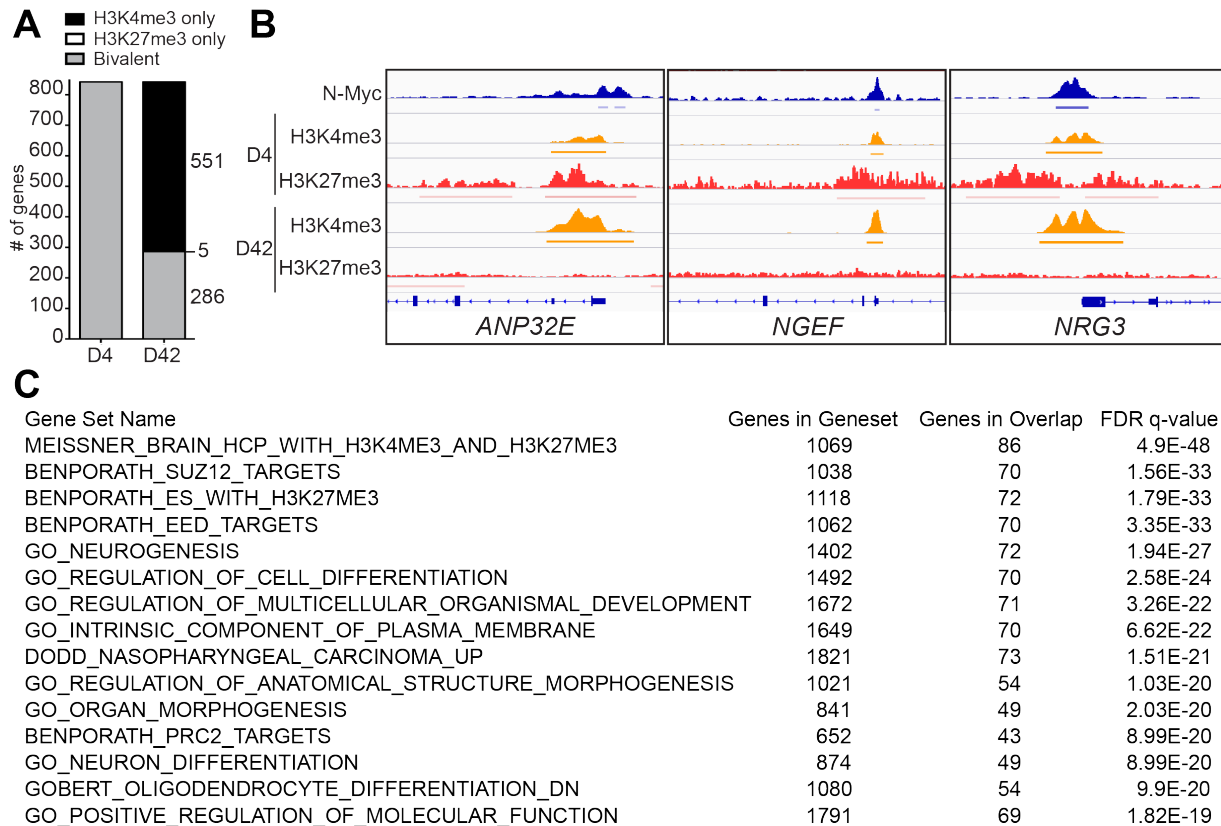 A
H3K4me3 only
H3K27me3 only
Bivalent
# of genes
800
700
600
500
400
300
200
100
0
551
5
286
D4
D42
B
N-Myc
D4
H3K4me3
H3K27me3
D42
H3K4me3
H3K27me3
ANP32E
NGEF
NRG3
C
Gene Set Name Genes in Geneset Genes in Overlap FDR q-value
MEISSNER_BRAIN_HCP_WITH_H3K4ME3_AND_H3K27ME3 1069 86 4.9E-48
BENPORATH_SUZ12_TARGETS 1038 70 1.56E-33
BENPORATH_ES_WITH_H3K27ME3 1118 72 1.79E-33
BENPORATH_EED_TARGETS 1062 70 3.35E-33
GO_NEUROGENESIS 1402 72 1.94E-27
GO_REGULATION_OF_CELL_DIFFERENTIATION 1492 70 2.58E-24
GO_REGULATION_OF_MULTICELLULAR_ORGANISMAL_DEVELOPMENT 1672 71 3.26E-22
GO_INTRINSIC_COMPONENT_OF_PLASMA_MEMBRANE 1649 70 6.62E-22
DODD_NASOPHARYNGEAL_CARCINOMA_UP 1821 73 1.51E-21
GO_REGULATION_OF_ANATOMICAL_STRUCTURE_MORPHOGENESIS 1021 54 1.03E-20
GO_ORGAN_MORPHOGENESIS 841 49 2.03E-20
BENPORATH_PRC2_TARGETS 652 43 8.99E-20
GO_NEURON_DIFFERENTIATION 874 49 8.99E-20
GOBERT_OLIGODENDROCYTE_DIFFERENTIATION_DN 1080 54 9.9E-20
GO_POSITIVE_REGULATION_OF_MOLECULAR_FUNCTION 1791 69 1.82E-19